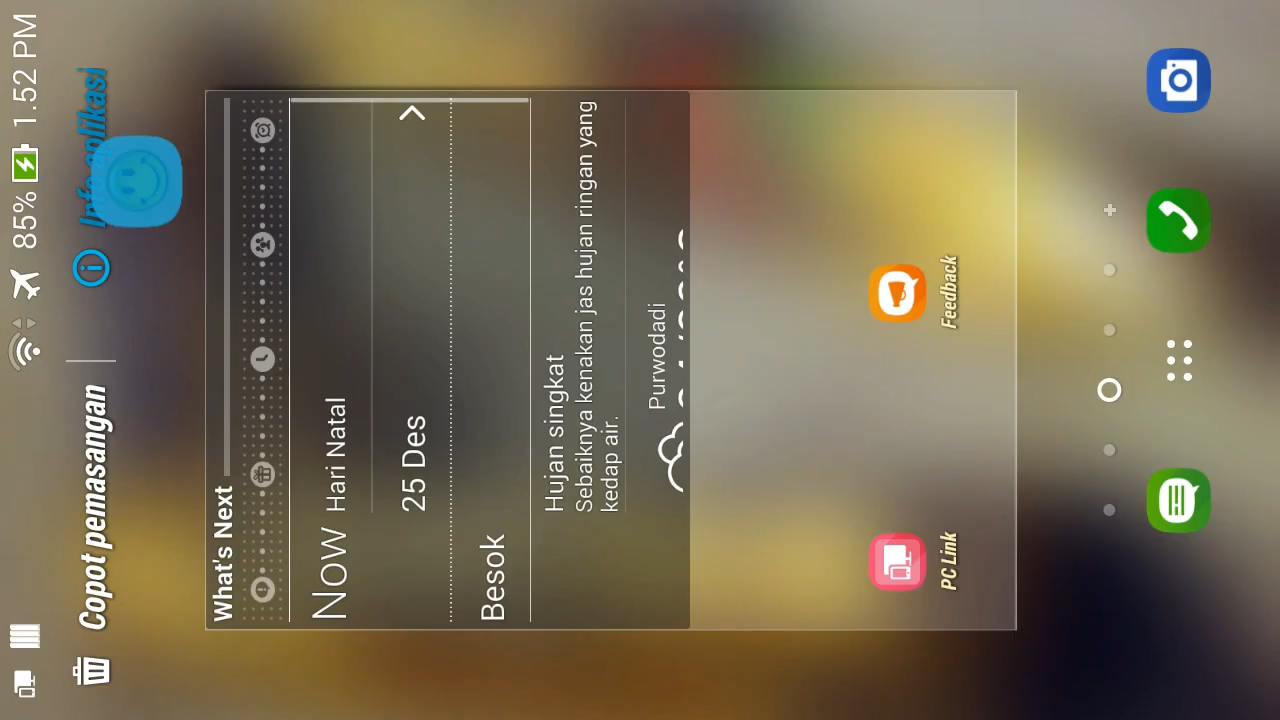 85% 1.52 PM
Copot pemasangan
Info aplikasi
What's Next
Now
Hari Natal
25 Des
Besok
Hujan singkat
Sebaiknya kenakan jas hujan ringan yang
kedap air.
Purwodadi
PC Link
Feedback